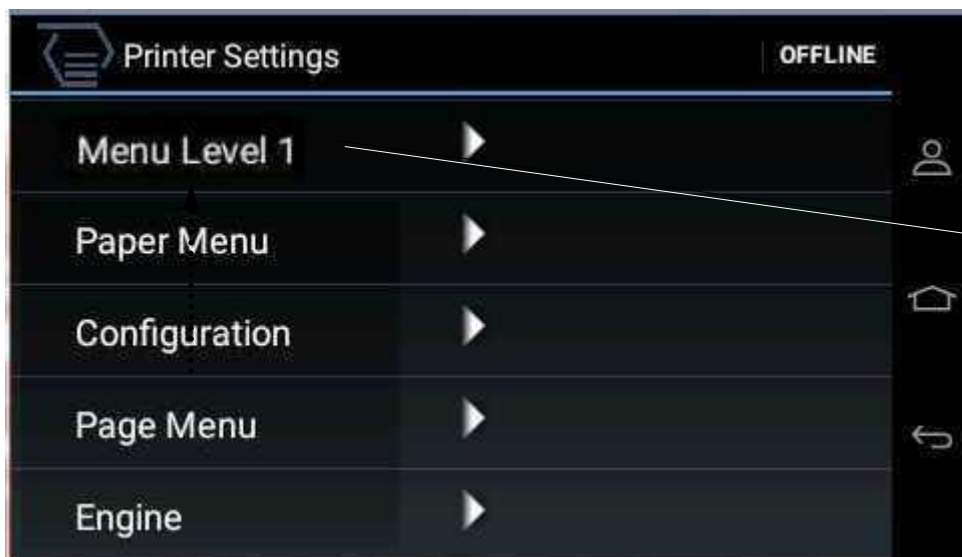 Printer Settings
OFFLINE
Menu Level 1
Paper Menu
Configuration
Page Menu
Engine